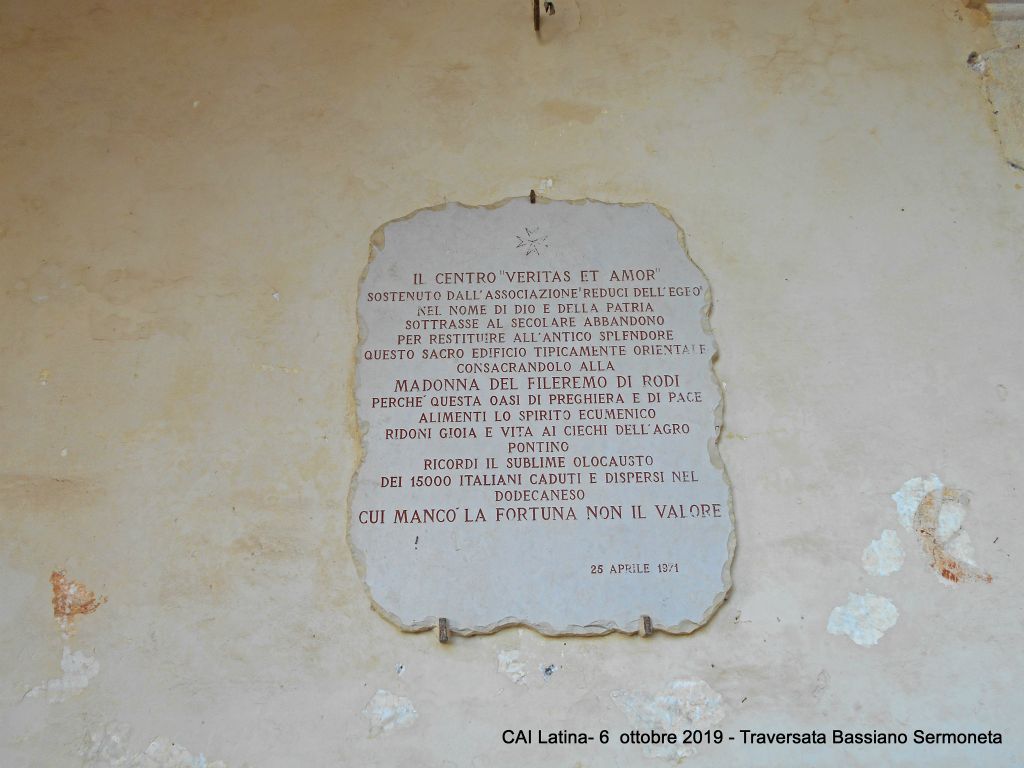 IL CENTRO "VERITAS ET AMOR"
SOSTENUTO DALL'ASSOCIAZIONE REDUCI DELL'EGEO
NEL NOME DI DIO E DELLA PATRIA
SOTTRASSE AL SECOLARE ABBANDONO
PER RESTITUIRE ALL'ANTICO SPLENDORE
QUESTO SACRO EDIFICIO TIPICAMENTE ORIENTALE
CONSACRANDOLO ALLA
MADONNA DEL FILEREMO DI RODI
PERCHE' QUESTA OASI DI PREGHIERA E DI PACE
ALIMENTI LO SPIRITO ECUMENICO
RIDONI GIOIA E VITA AI CIECHI DELL'AGRO
PONTINO
RICORDI IL SUBLIME OLOCAUSTO
DEI 15000 ITALIANI CADUTI E DISPERSI NEL
DODECANESO
CUI MANCO' LA FORTUNA NON IL VALORE
25 APRILE 1971
CAI Latina- 6 ottobre 2019 - Traversata Bassiano Sermoneta